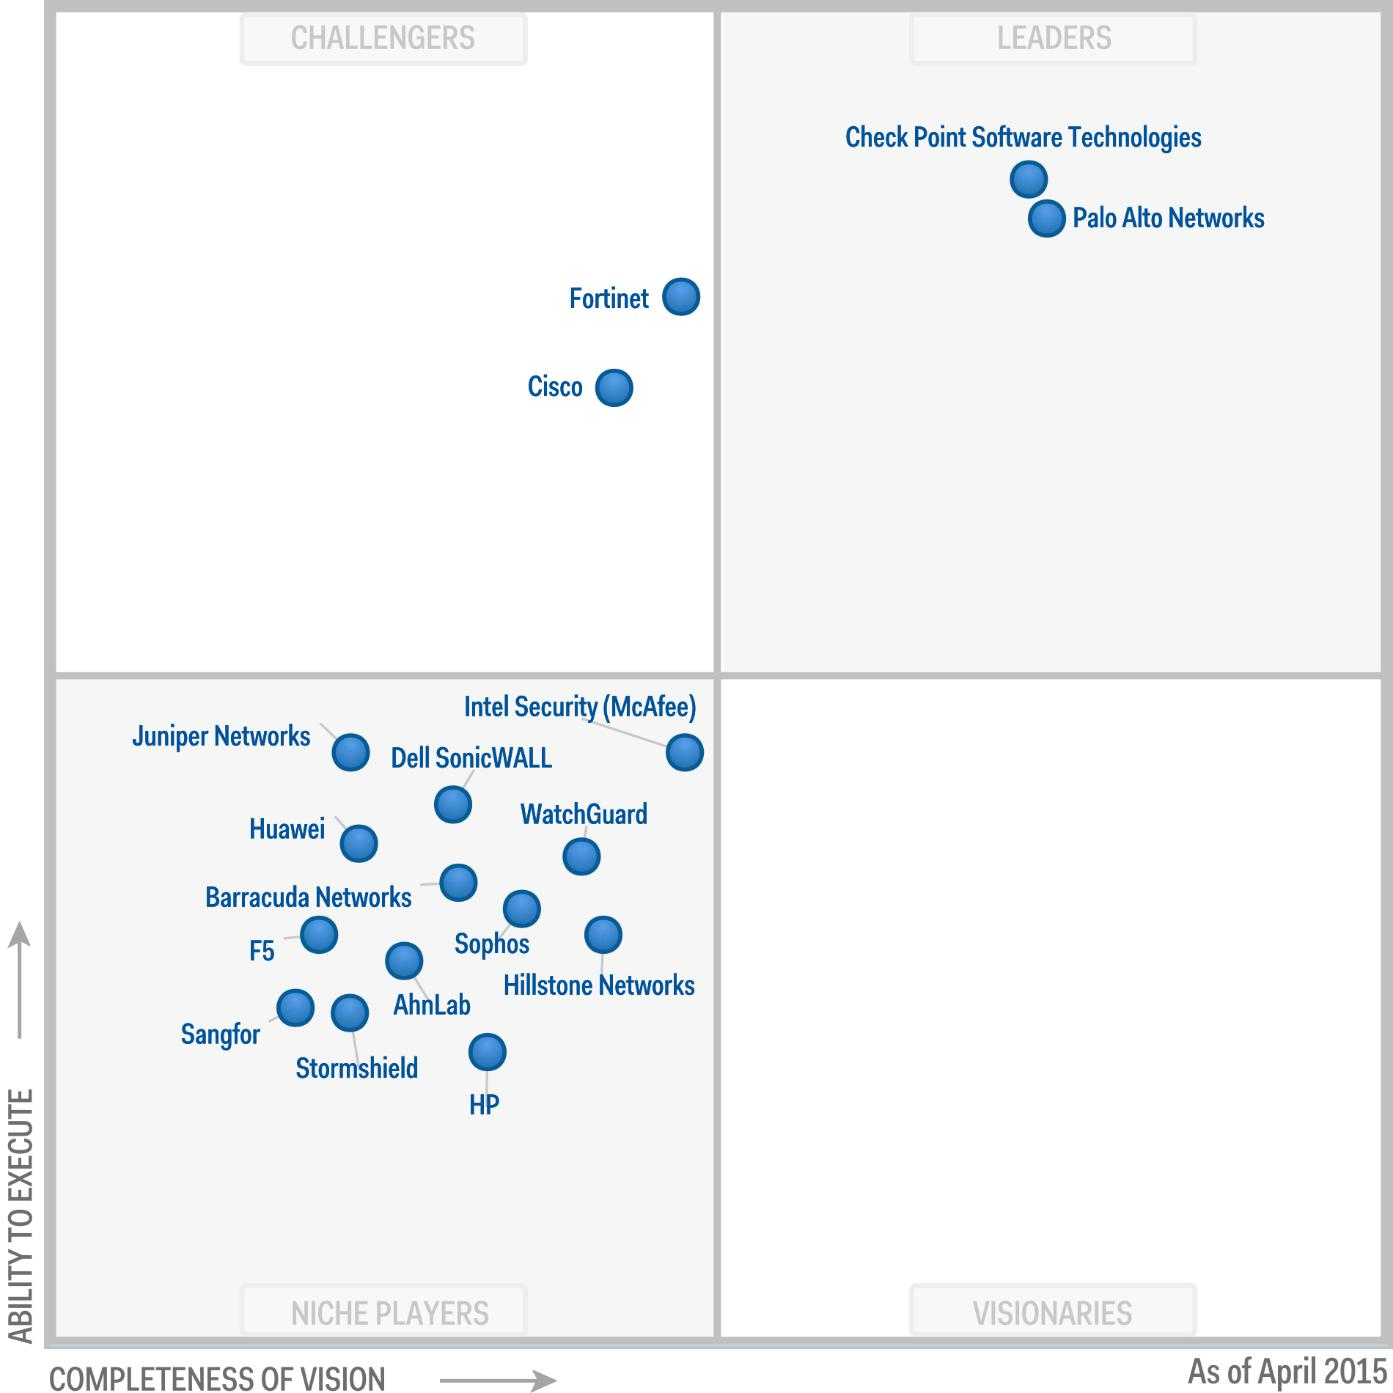 CHALLENGERS
LEADERS
Check Point Software Technologies
Palo Alto Networks
Fortinet
Cisco
Intel Security (McAfee)
Juniper Networks
Dell SonicWALL
WatchGuard
Huawei
Barracuda Networks
Sophos
F5
Hillstone Networks
AhnLab
Sangfor
Stormshield
HP
NICHE PLAYERS
VISIONARIES
ABILITY TO EXECUTE
COMPLETENESS OF VISION
As of April 2015